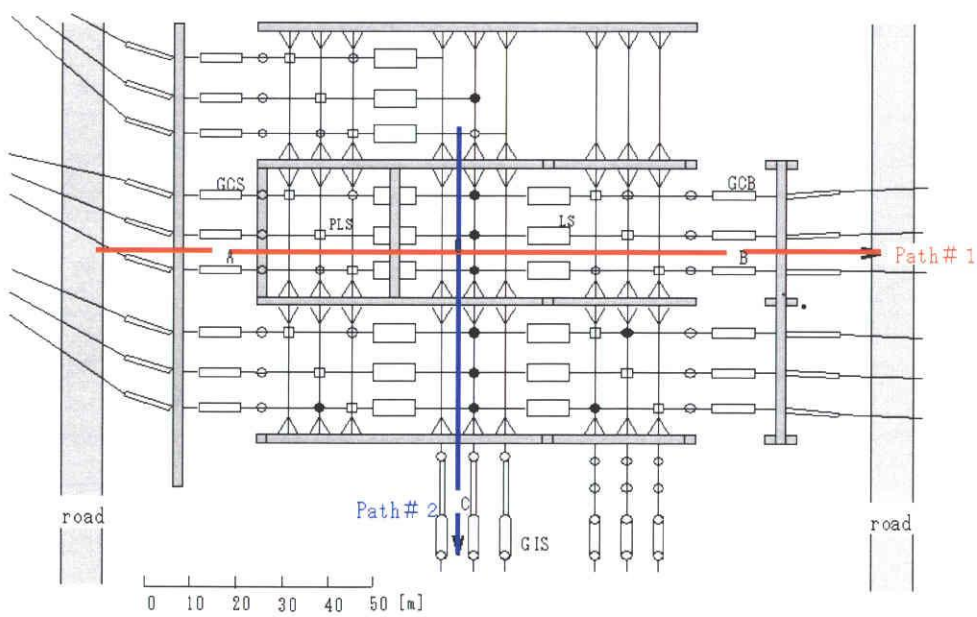 GCS
GCB
PLS
LS
A
B
Path# 1
Path# 2
C
GIS
road
road
0 10 20 30 40 50 [m]